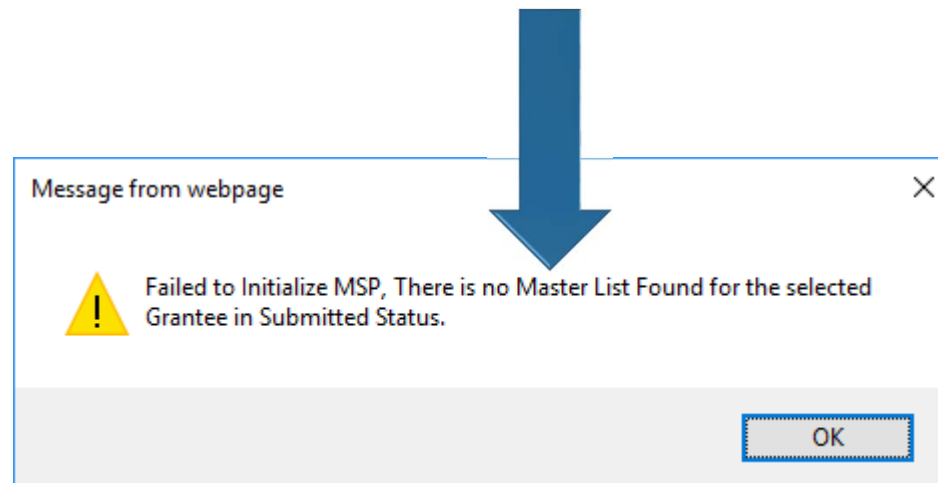 Message from webpage
Failed to Initialize MSP, There is no Master List Found for the selected
Grantee in Submitted Status.
OK